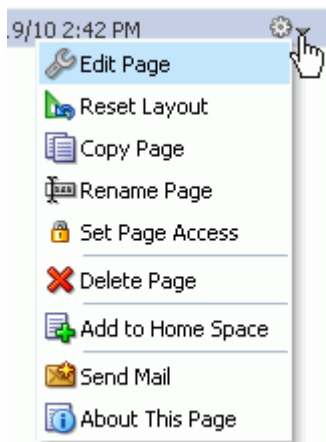 .9/10 2:42 PM
Edit Page
Reset Layout
Copy Page
Rename Page
Set Page Access
Delete Page
Add to Home Space
Send Mail
About This Page